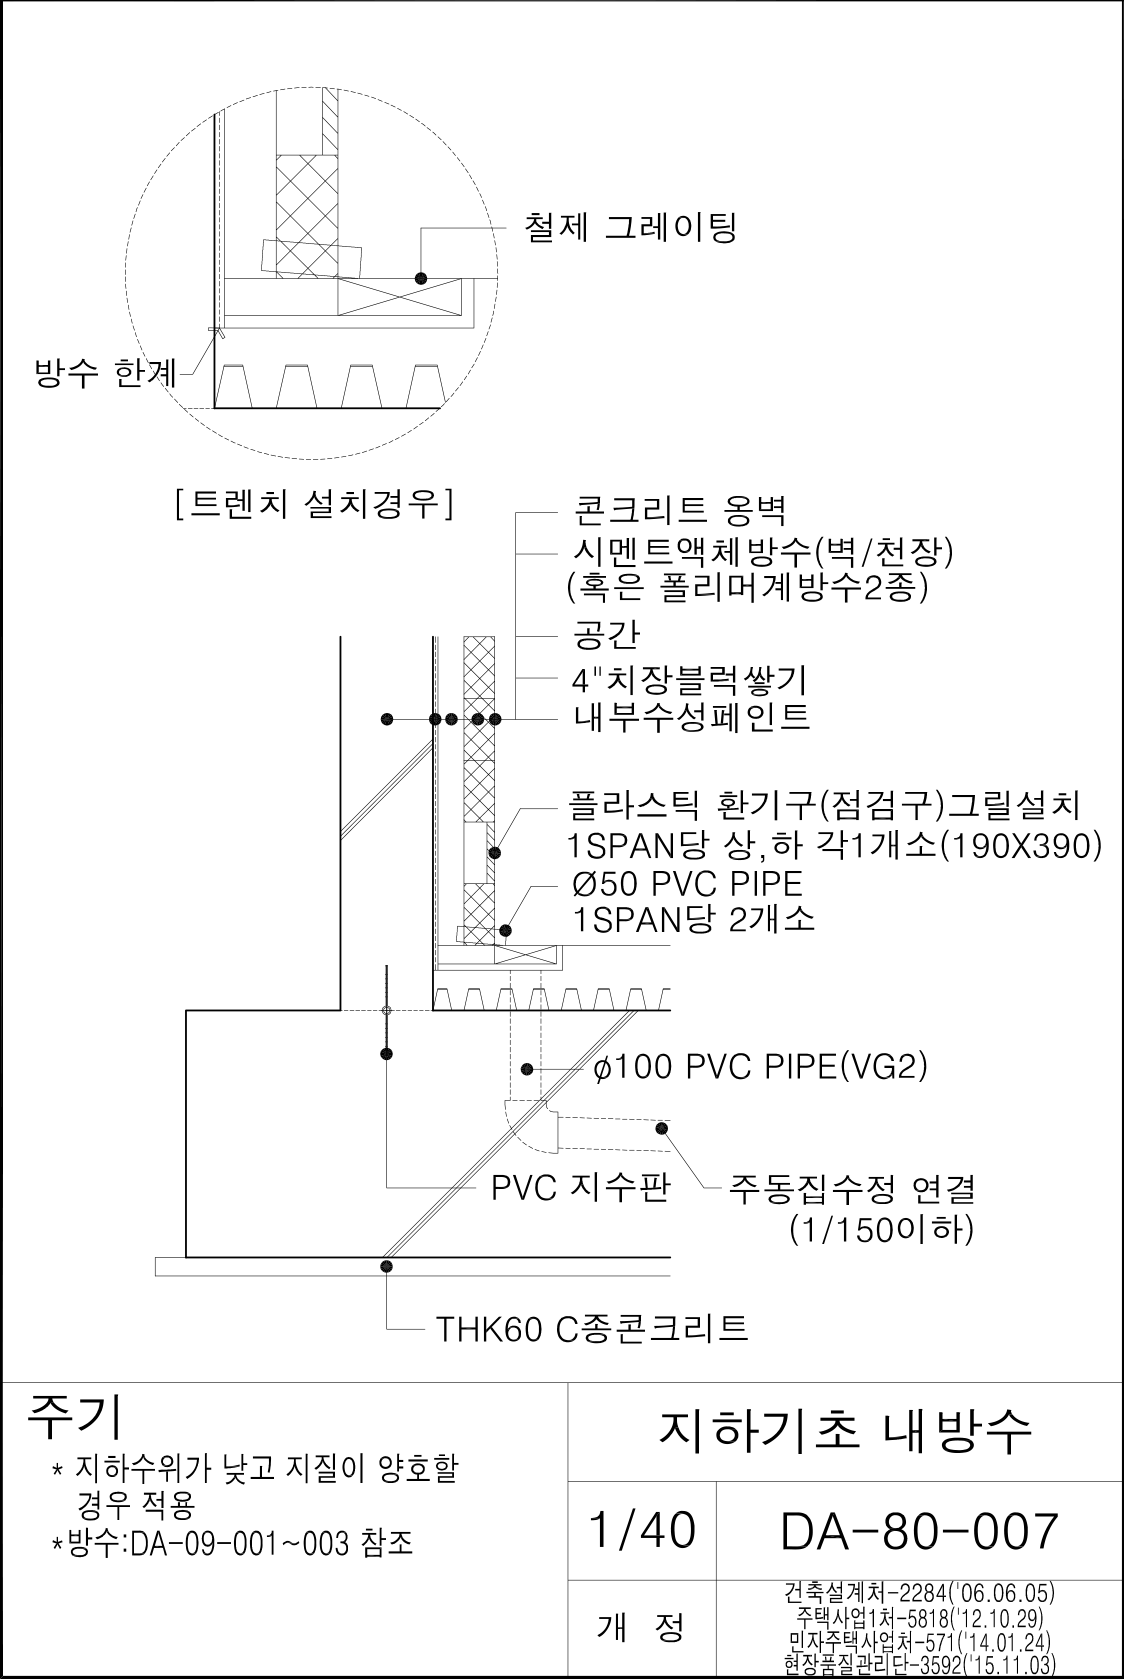 철제 그레이팅
방수 한계
[트렌치 설치경우]
콘크리트 옹벽
시멘트액체방수(벽/천장)
(혹은 폴리머계방수2종)
공간
4"치장블럭쌓기
내부수성페인트
플라스틱 환기구(점검구)그릴설치
1SPAN당 상,하 각1개소(190X390)
Ø50 PVC PIPE
1SPAN당 2개소
ø100 PVC PIPE(VG2)
PVC 지수판
주동집수정 연결
(1/150이하)
THK60 C종콘크리트
주기
* 지하수위가 낮고 지질이 양호할
경우 적용
*방수:DA-09-001~003 참조
지하기초 내방수
1/40
DA-80-007
개 정
건축설계처-2284('06.06.05)
주택사업1처-5818('12.10.29)
민자주택사업처-571('14.01.24)
현장품질관리단-3592('15.11.03)